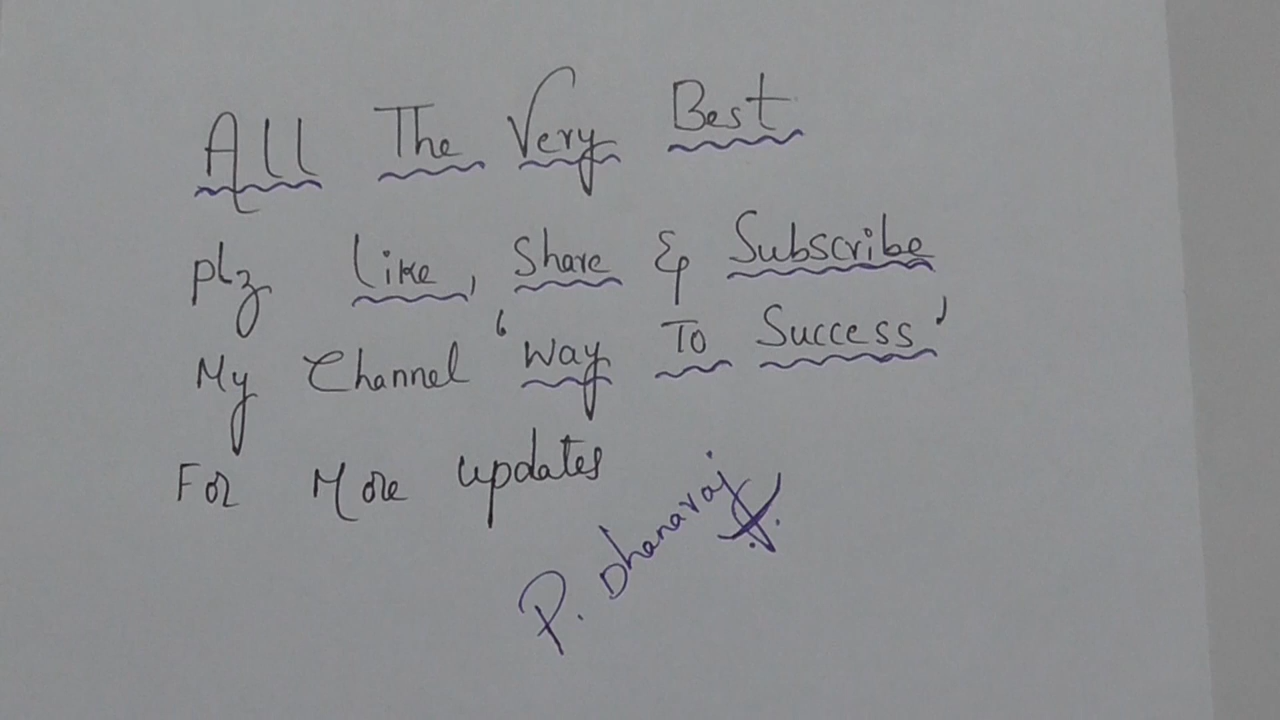 All The Very Best
plz Like, Share & Subscribe
My Channel 'Way To Success'
For More updates
P. Dhanaraj